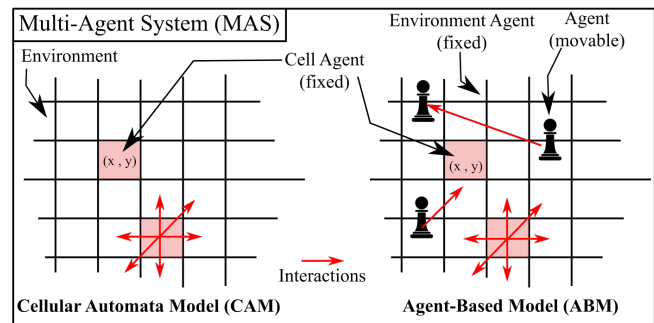 Multi-Agent System (MAS)
Environment
Cell Agent
(fixed)
Environment Agent
(fixed)
Agent
(movable)
(x , y)
(x , y)
Interactions
Cellular Automata Model (CAM)
Agent-Based Model (ABM)